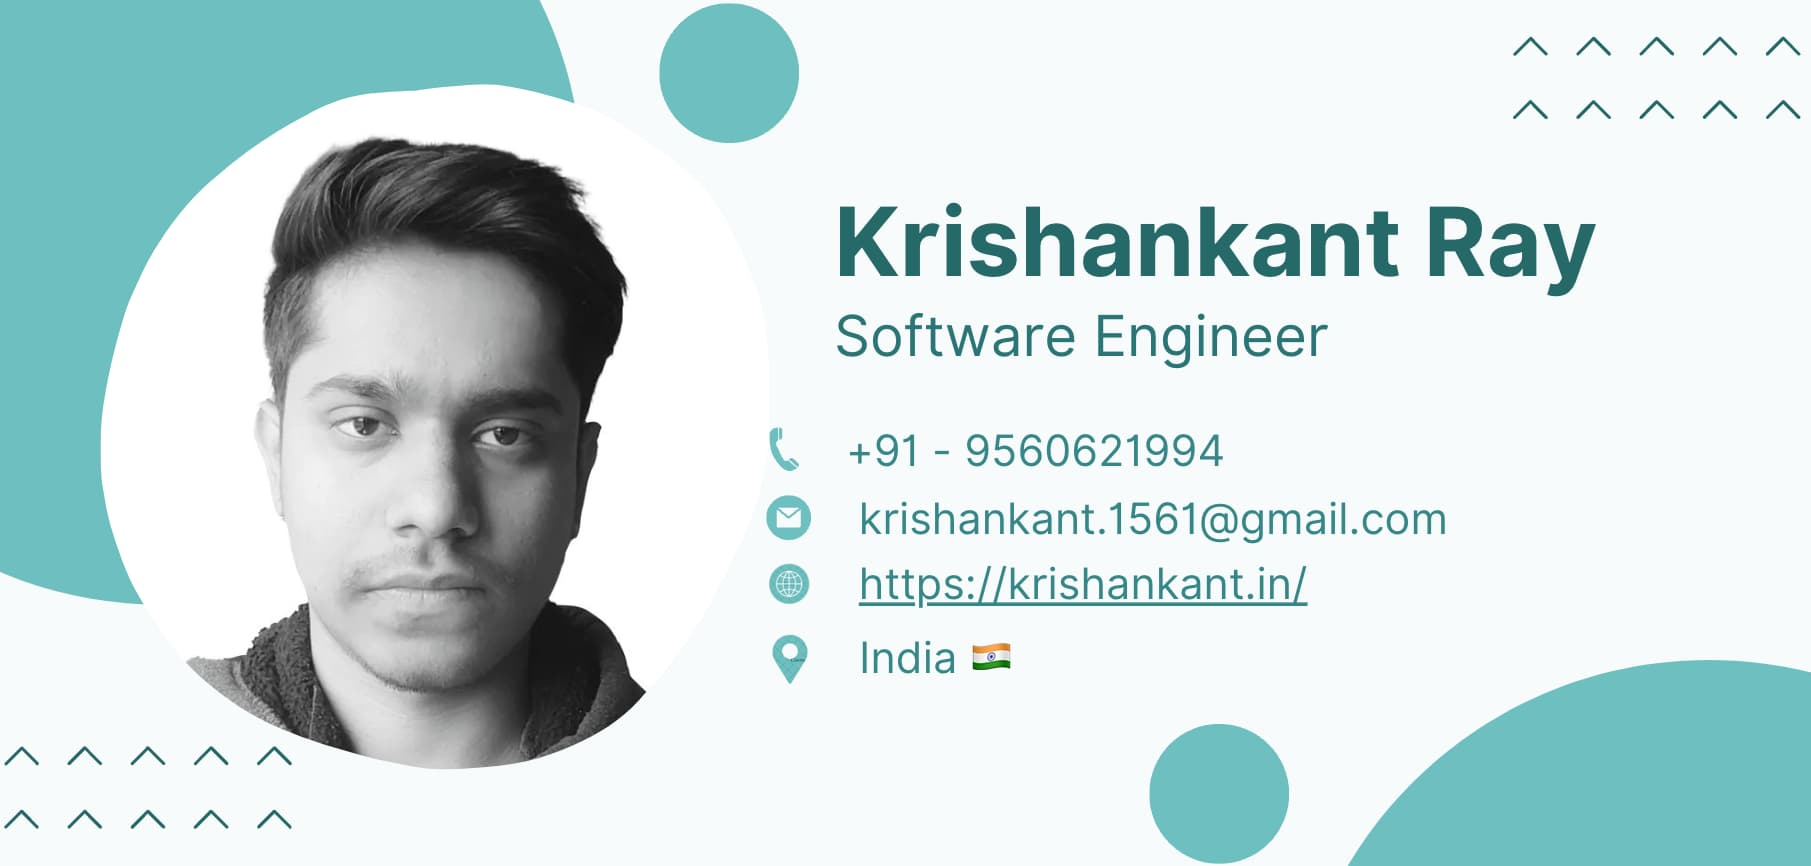 Krishankant Ray
Software Engineer
+91 - 9560621994
krishankant.1561@gmail.com
https://krishankant.in/
India 🇮🇳